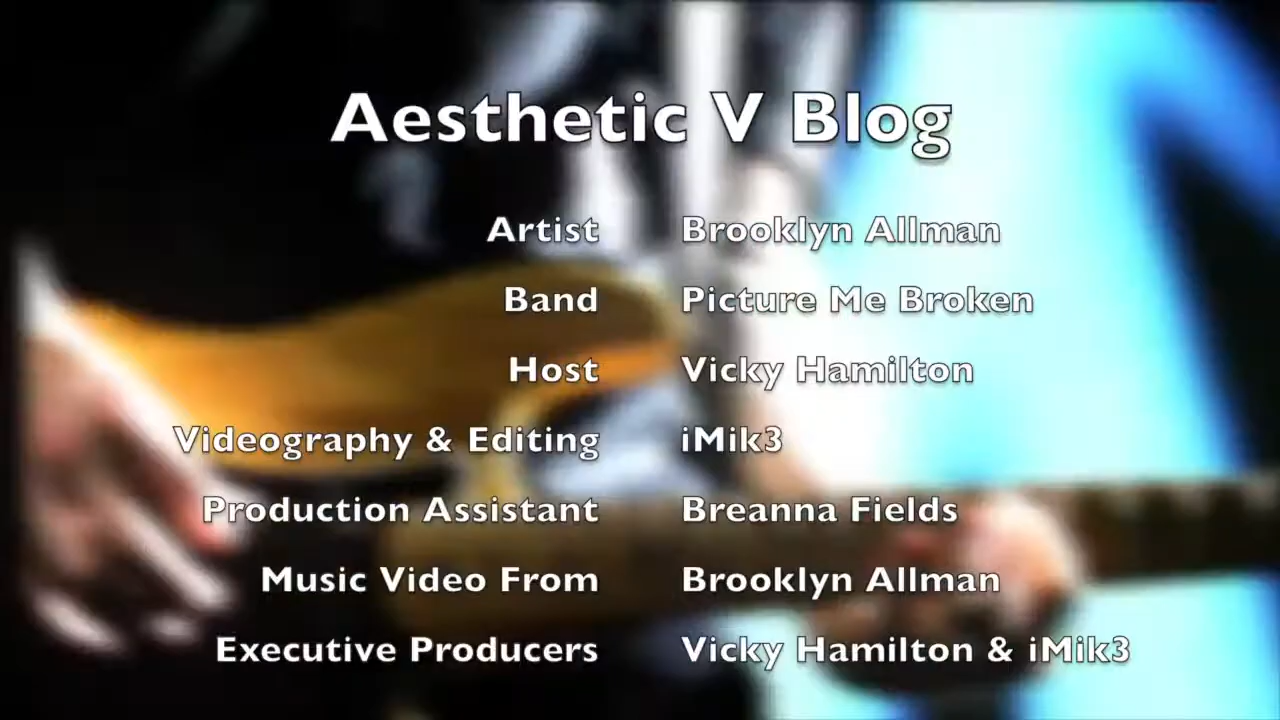 Aesthetic V Blog
Artist Brooklyn Allman
Band Picture Me Broken
Host Vicky Hamilton
Videography & Editing iMik3
Production Assistant Breanna Fields
Music Video From Brooklyn Allman
Executive Producers Vicky Hamilton & iMik3